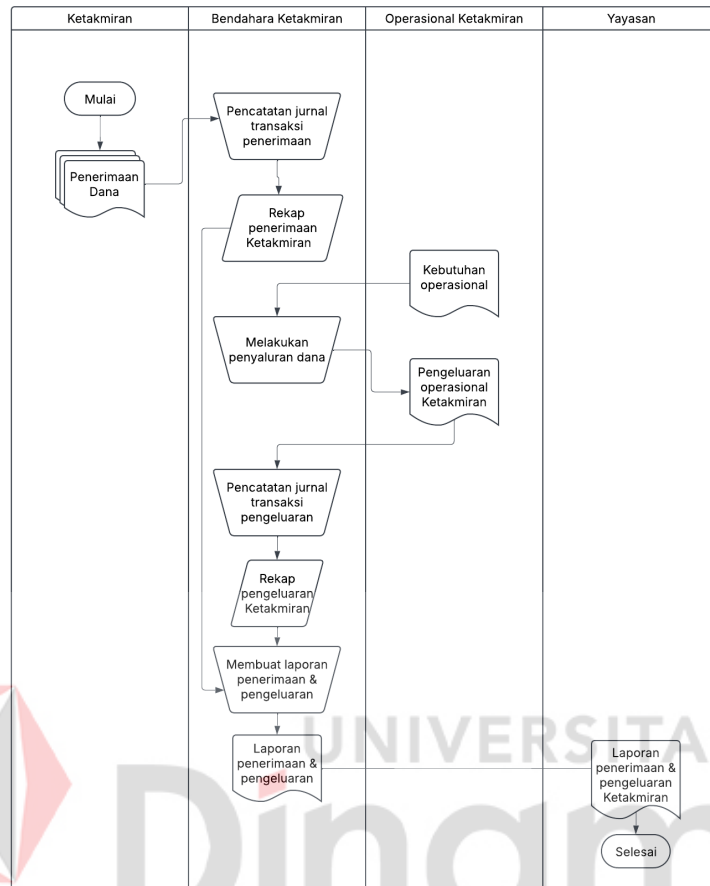 Ketakmiran
Bendahara Ketakmiran
Operasional Ketakmiran
Yayasan
Mulai
Penerimaan
Dana
Pencatatan jurnal
transaksi
penerimaan
Rekap
penerimaan
Ketakmiran
Kebutuhan
operasional
Melakukan
penyaluran dana
Pengeluaran
operasional
Ketakmiran
Pencatatan jurnal
transaksi
pengeluaran
Rekap
pengeluaran
Ketakmiran
Membuat laporan
penerimaan &
pengeluaran
Laporan
penerimaan &
pengeluaran
Laporan
penerimaan &
pengeluaran
Ketakmiran
Selesai
UNIVERSITA
Dinam